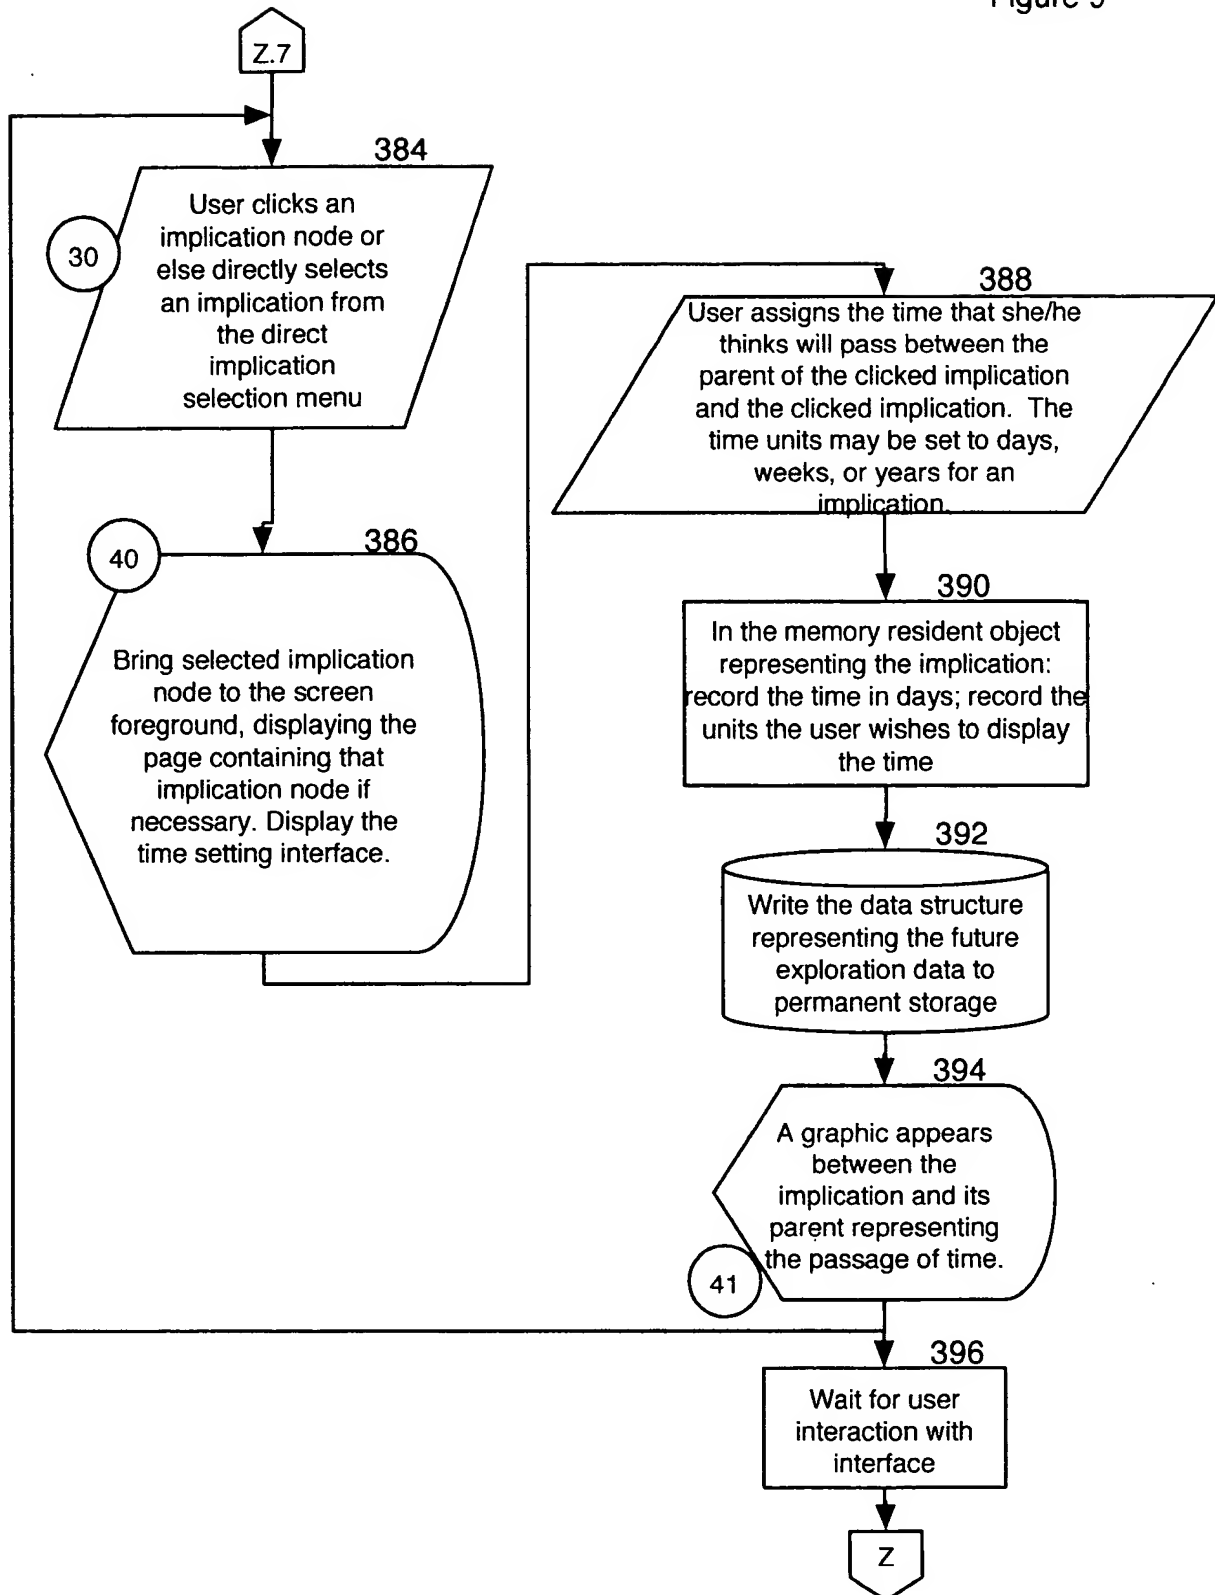 Figure 9
Z.7
384
User clicks an
implication node or
else directly selects
an implication from
the direct
implication
selection menu
30
386
40
Bring selected implication
node to the screen
foreground, displaying the
page containing that
implication node if
necessary. Display the
time setting interface.
388
User assigns the time that she/he
thinks will pass between the
parent of the clicked implication
and the clicked implication. The
time units may be set to days,
weeks, or years for an
implication.
390
In the memory resident object
representing the implication:
record the time in days; record the
units the user wishes to display
the time
392
Write the data structure
representing the future
exploration data to
permanent storage
394
A graphic appears
between the
implication and its
parent representing
the passage of time.
41
396
Wait for user
interaction with
interface
Z